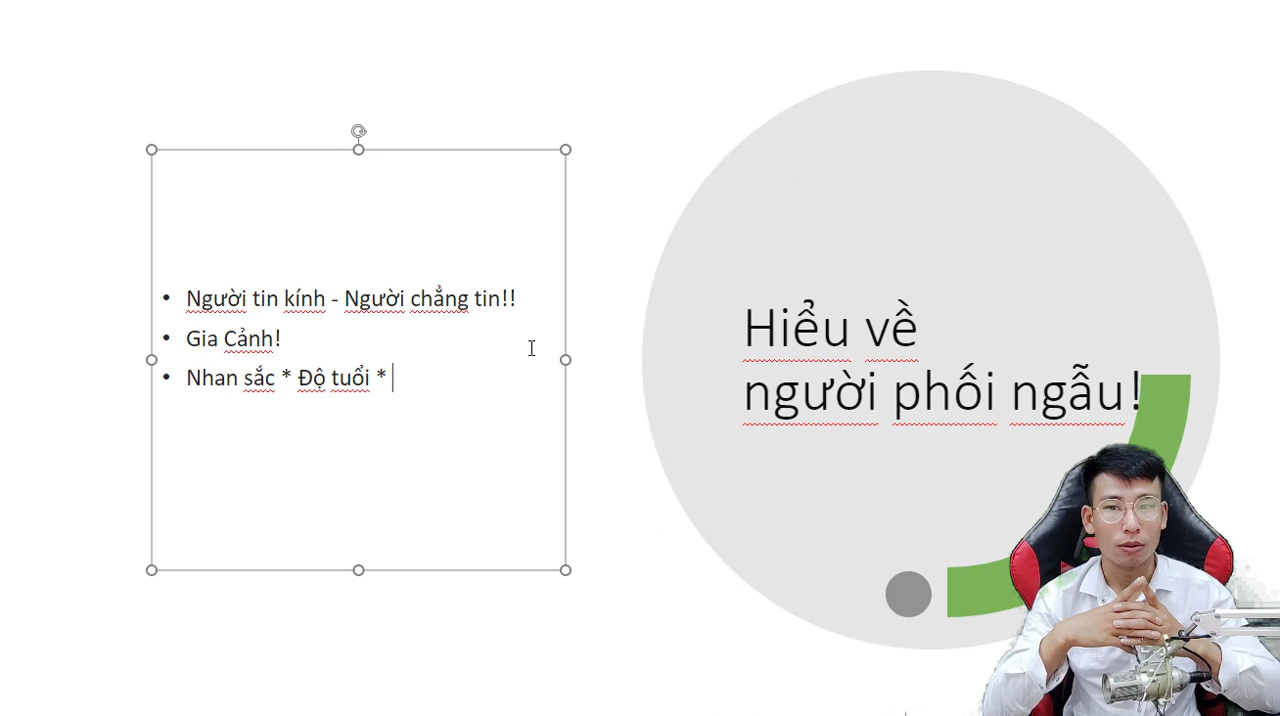 • Người tin kính - Người chẳng tin!!
• Gia Cảnh!
• Nhan sắc * Độ tuổi *
Hiểu về
người phối ngẫu!